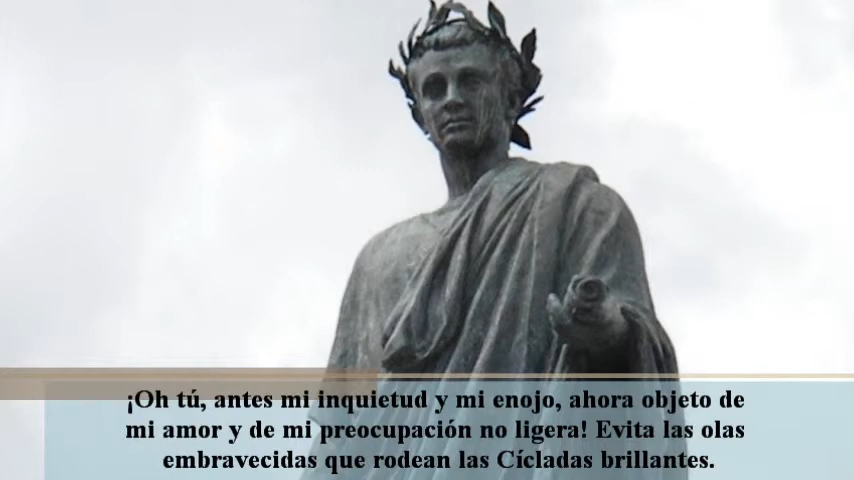 ¡Oh tú, antes mi inquietud y mi enojo, ahora objeto de
mi amor y de mi preocupación no ligera! Evita las olas
embravecidas que rodean las Cícladas brillantes.